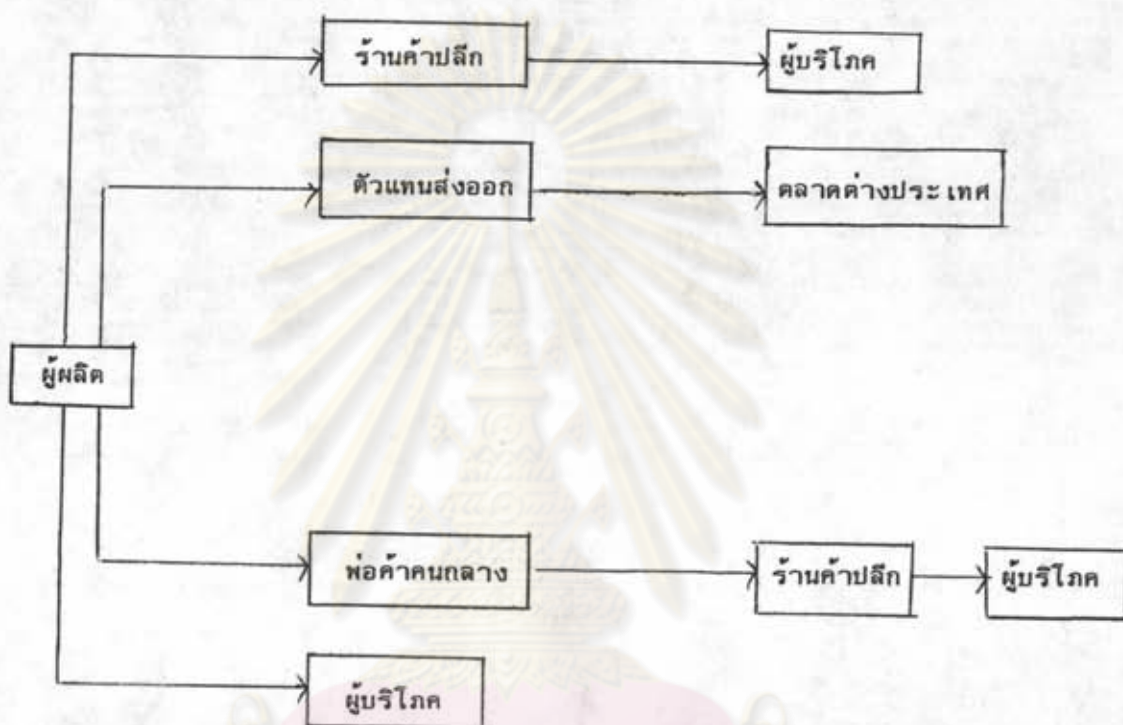 ร้านค้าปลีก
ผู้บริโภค
ตัวแทนส่งออก
ตลาดต่างประเทศ
ผู้ผลิต
พ่อค้าคนกลาง
ร้านค้าปลีก
ผู้บริโภค
ผู้บริโภค